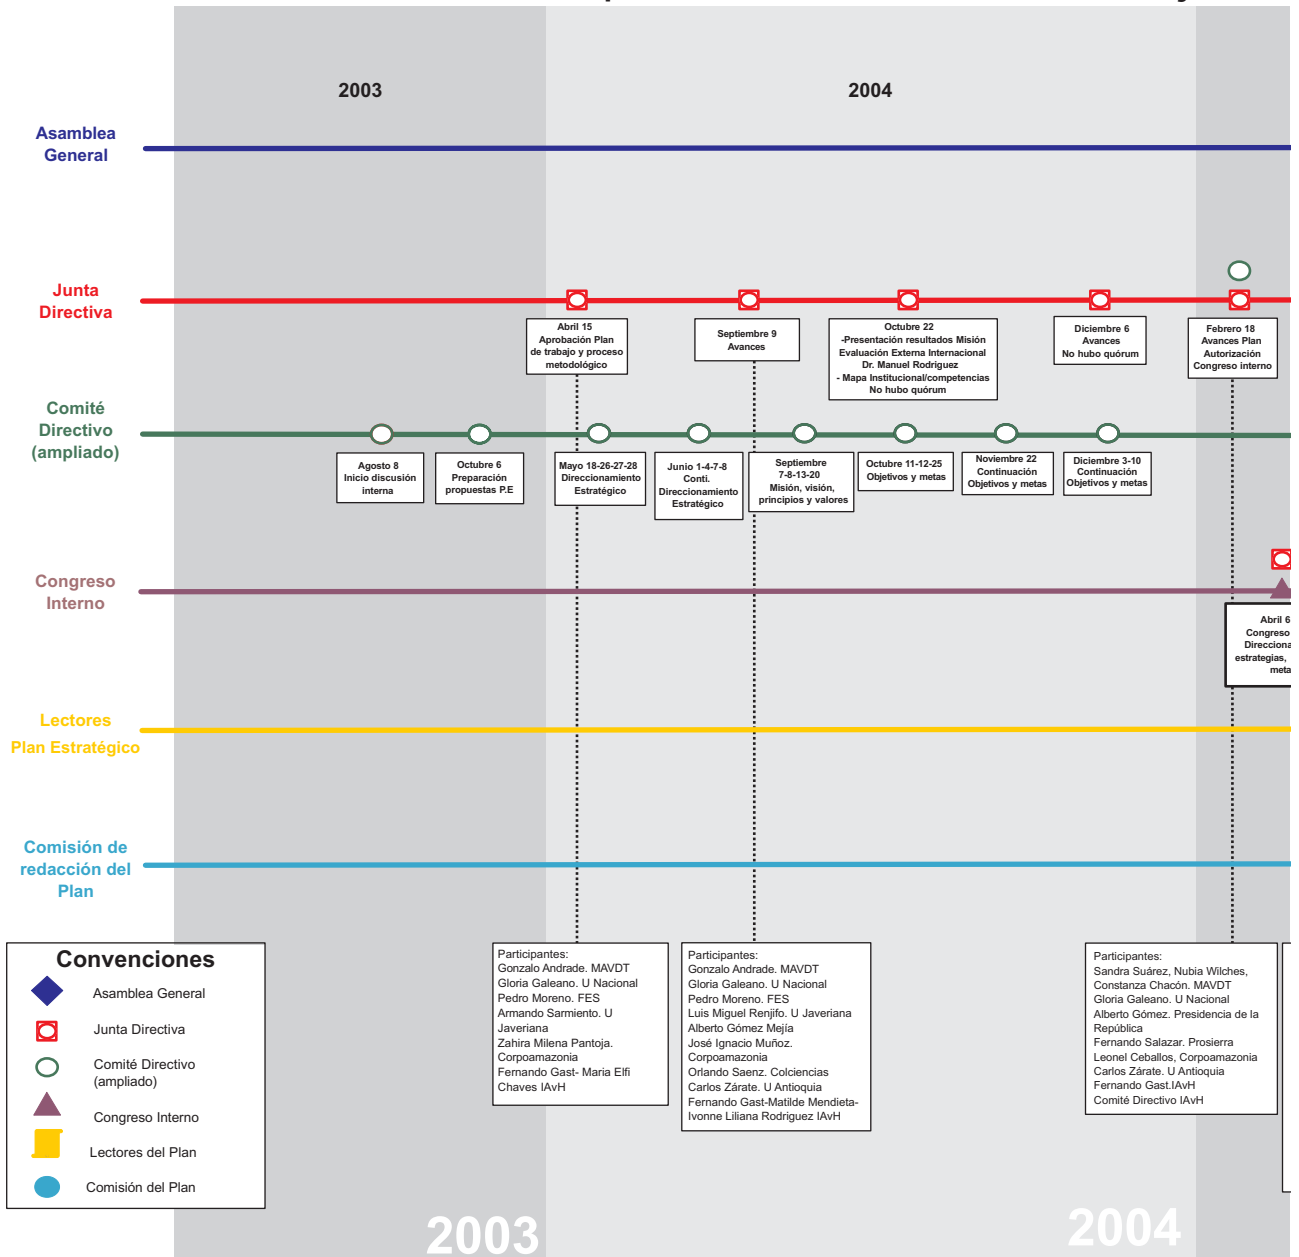 2003
2004
Asamblea
General
Junta
Directiva
Abril 15
Aprobación Plan
de trabajo y proceso
metodológico
Septiembre 9
Avances
Octubre 22
-Presentación resultados Misión
Evaluación Externa Internacional
Dr. Manuel Rodríguez
- Mapa Institucional/competencias
No hubo quórum
Diciembre 6
Avances
No hubo quórum
Febrero 18
Avances Plan
Autorización
Congreso interno
Comité
Directivo
(ampliado)
Agosto 8
Inicio discusión
interna
Octubre 6
Preparación
propuestas P.E
Mayo 18-26-27-28
Direccionamiento
Estratégico
Junio 1-4-7-8
Conti.
Direccionamiento
Estratégico
Septiembre
7-8-13-20
Misión, visión,
principios y valores
Octubre 11-12-25
Objetivos y metas
Noviembre 22
Continuación
Objetivos y metas
Diciembre 3-10
Continuación
Objetivos y metas
Congreso
Interno
Abril 6
Congreso
Direcciona
estrategias,
meta
Lectores
Plan Estratégico
Comisión de
redacción del
Plan
Convenciones
Asamblea General
Junta Directiva
Comité Directivo
(ampliado)
Congreso Interno
Lectores del Plan
Comisión del Plan
Participantes:
Gonzalo Andrade. MAVDT
Gloria Galeano. U Nacional
Pedro Moreno. FES
Armando Sarmiento. U
Javeriana
Zahira Milena Pantoja.
Corpoamazonia
Fernando Gast- Maria Elfi
Chaves IAvH
Participantes:
Gonzalo Andrade. MAVDT
Gloria Galeano. U Nacional
Pedro Moreno. FES
Luis Miguel Renjifo. U Javeriana
Alberto Gómez Mejía
José Ignacio Muñoz.
Corpoamazonia
Orlando Saenz. Colciencias
Carlos Zárate. U Antioquia
Fernando Gast-Matilde Mendieta-
Ivonne Liliana Rodriguez IAvH
Participantes:
Sandra Suárez, Nubia Wilches,
Constanza Chacón. MAVDT
Gloria Galeano. U Nacional
Alberto Gómez. Presidencia de la
República
Fernando Salazar. Prosierra
Leonel Ceballos, Corpoamazonia
Carlos Zárate. U Antioquia
Fernando Gast.IAvH
Comité Directivo IAvH
2003
2004